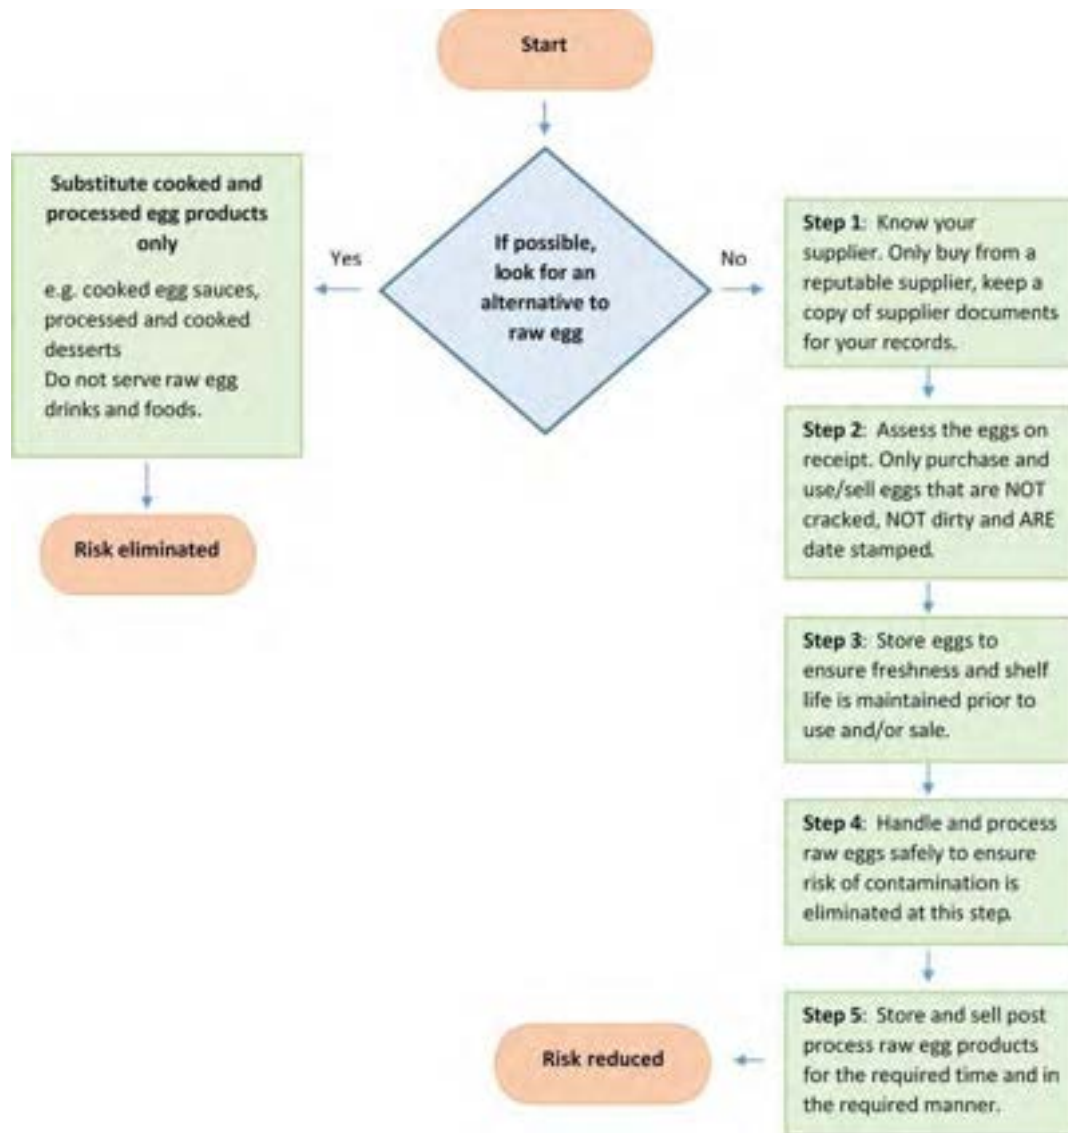 Start
If possible,
look for an
alternative to
raw egg
Yes
No
Substitute cooked and
processed egg products
only
e.g. cooked egg sauces,
processed and cooked
desserts
Do not serve raw egg
drinks and foods.
Risk eliminated
Step 1: Know your
supplier. Only buy from a
reputable supplier, keep a
copy of supplier documents
for your records.
Step 2: Assess the eggs on
receipt. Only purchase and
use/sell eggs that are NOT
cracked, NOT dirty and ARE
date stamped.
Step 3: Store eggs to
ensure freshness and shelf
life is maintained prior to
use and/or sale.
Step 4: Handle and process
raw eggs safely to ensure
risk of contamination is
eliminated at this step.
Step 5: Store and sell post
process raw egg products
for the required time and in
the required manner.
Risk reduced